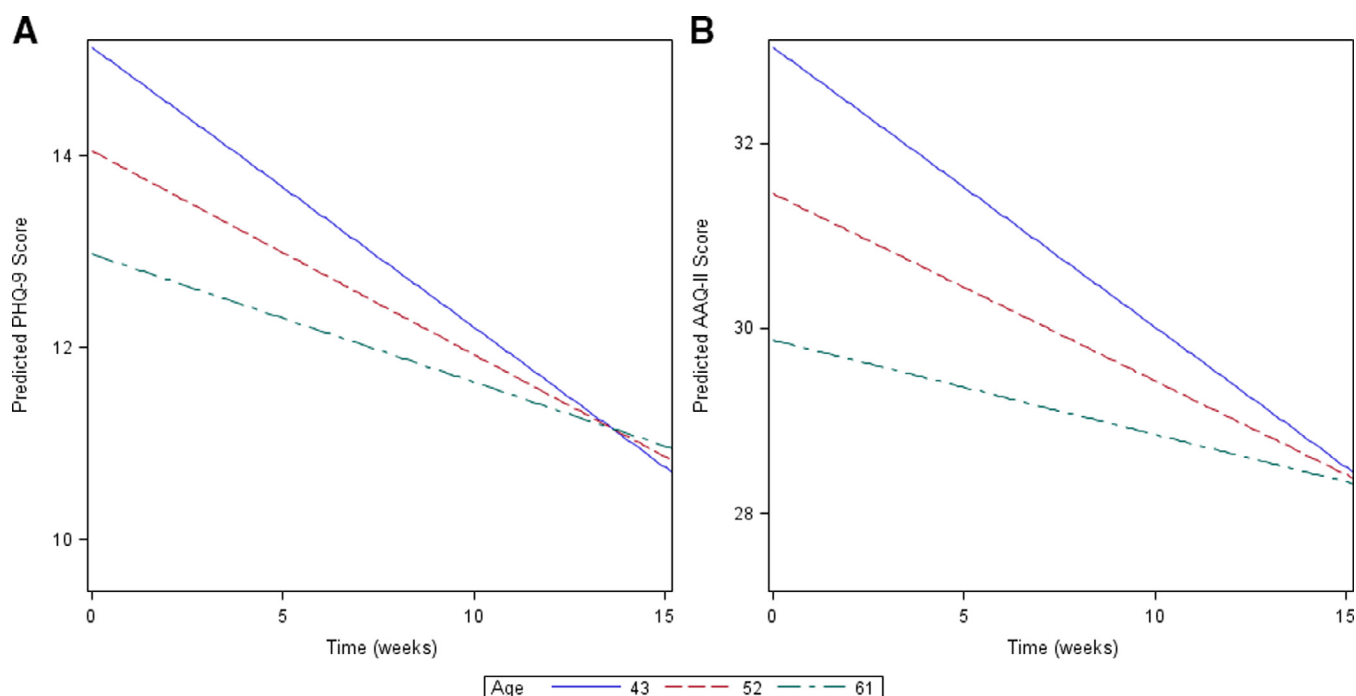 A
Predicted PHQ-9 Score
14
12
10
0 5 10 15
Time (weeks)
B
Predicted AAQ-II Score
32
30
28
0 5 10 15
Time (weeks)
Age 43 52 61